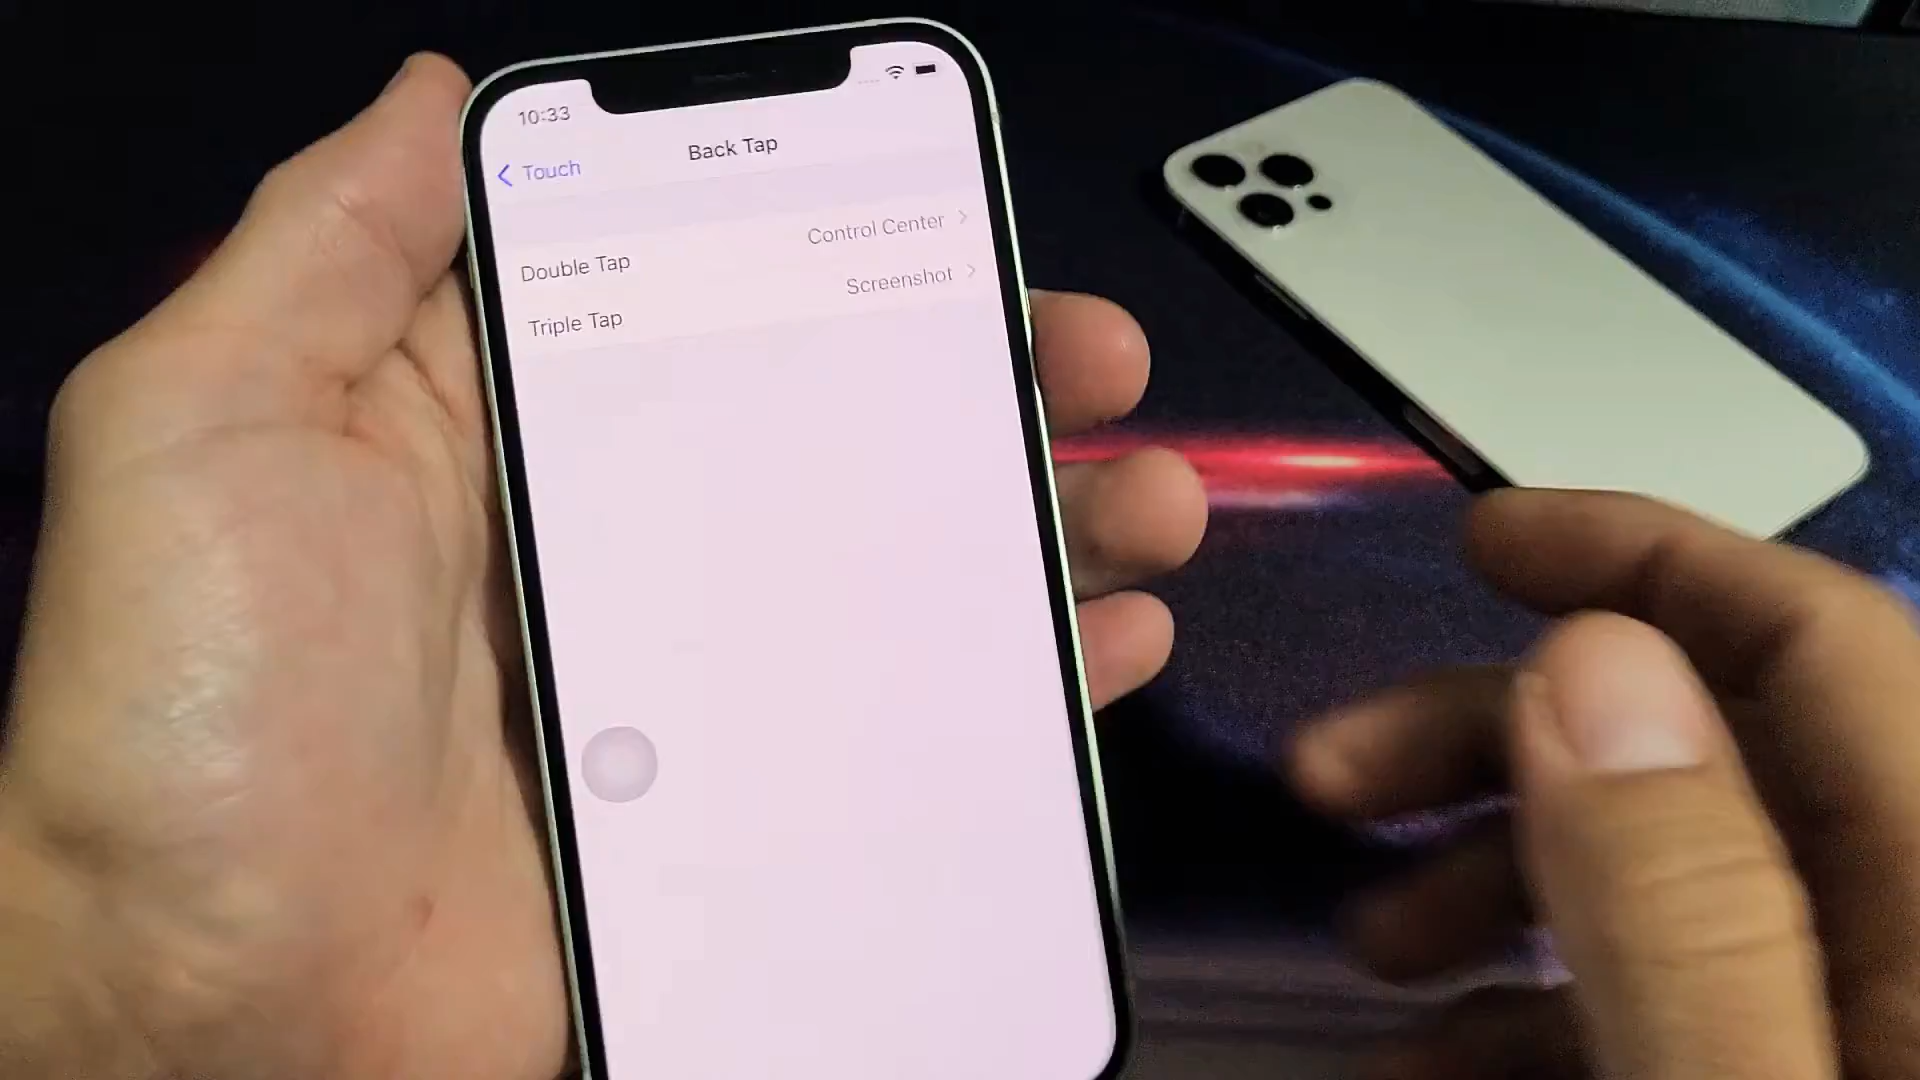 10:33
Touch
Back Tap
Double Tap Control Center
Triple Tap Screenshot